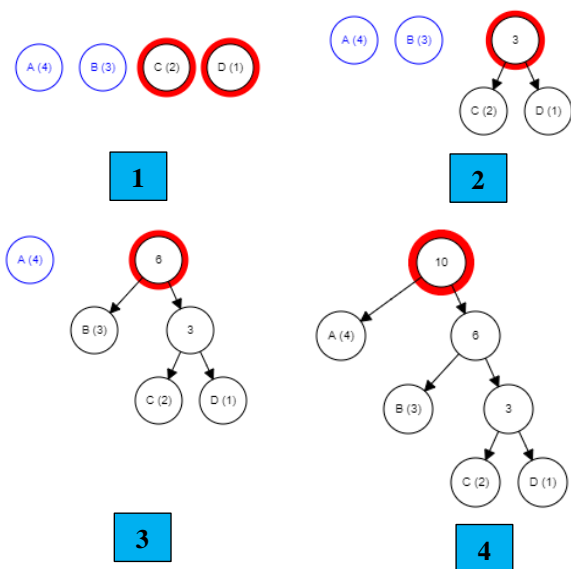 A (4) B (3) C (2) D (1)
1
A (4) B (3) 3
C (2) D (1)
2
A (4) 6
B (3) 3
C (2) D (1)
3
10
A (4) 6
B (3) 3
C (2) D (1)
4